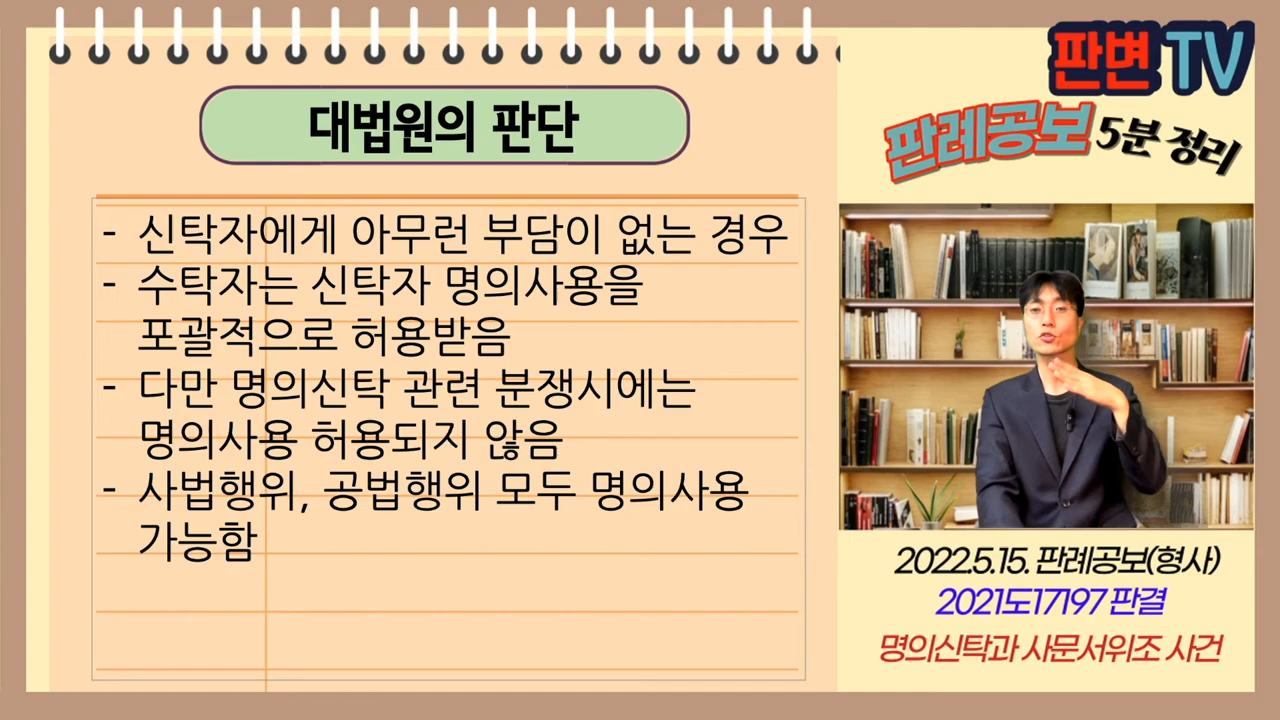 대법원의 판단
- 신탁자에게 아무런 부담이 없는 경우
- 수탁자는 신탁자 명의사용을
포괄적으로 허용받음
- 다만 명의신탁 관련 분쟁시에는
명의사용 허용되지 않음
- 사법행위, 공법행위 모두 명의사용
가능함
판변 TV
판례공보 5분 정리
2022.5.15. 판례공보(형사)
2021도17197 판결
명의신탁과 사문서위조 사건